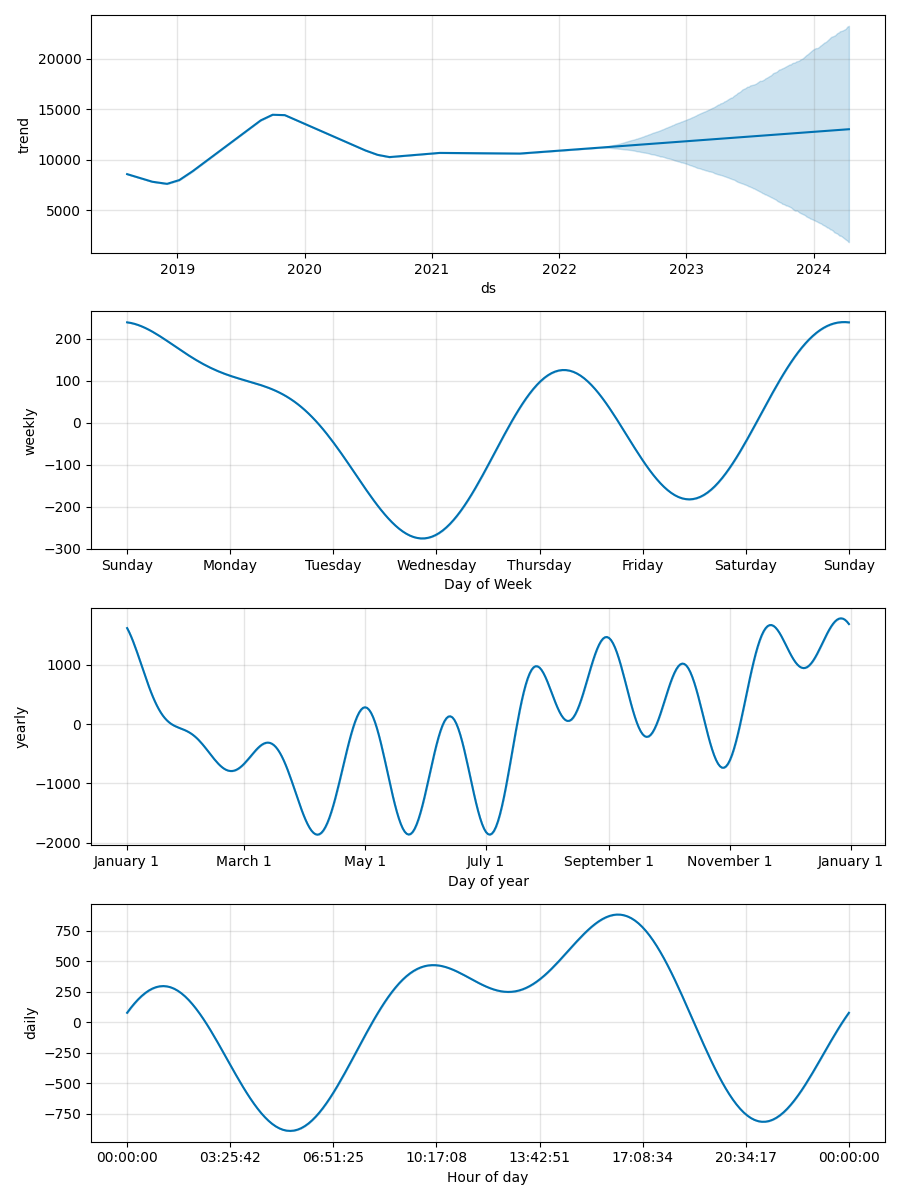 trend
20000
15000
10000
5000
2019 2020 2021 2022 2023 2024
ds
weekly
200
100
0
−100
−200
−300
Sunday Monday Tuesday Wednesday Thursday Friday Saturday Sunday
Day of Week
yearly
1000
0
−1000
−2000
January 1 March 1 May 1 July 1 September 1 November 1 January 1
Day of year
daily
750
500
250
0
−250
−500
−750
00:00:00 03:25:42 06:51:25 10:17:08 13:42:51 17:08:34 20:34:17 00:00:00
Hour of day